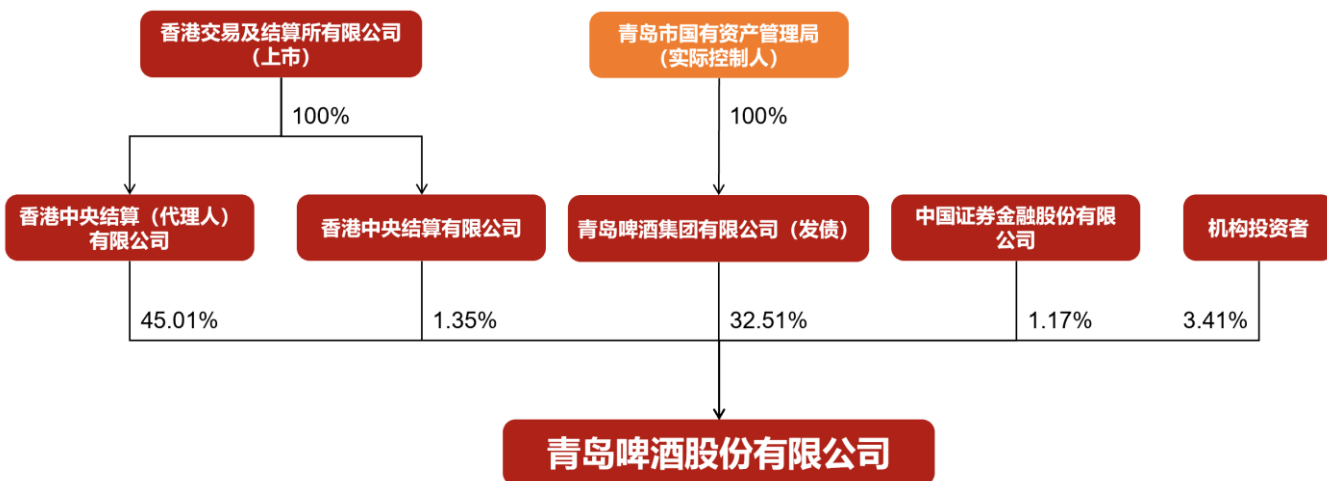 香港交易及结算所有限公司
（上市）
青岛市国有资产管理局
（实际控制人）
100%
100%
香港中央结算（代理人）
有限公司
香港中央结算有限公司
青岛啤酒集团有限公司（发债）
中国证券金融股份有限
公司
机构投资者
45.01%
1.35%
32.51%
1.17%
3.41%
青岛啤酒股份有限公司